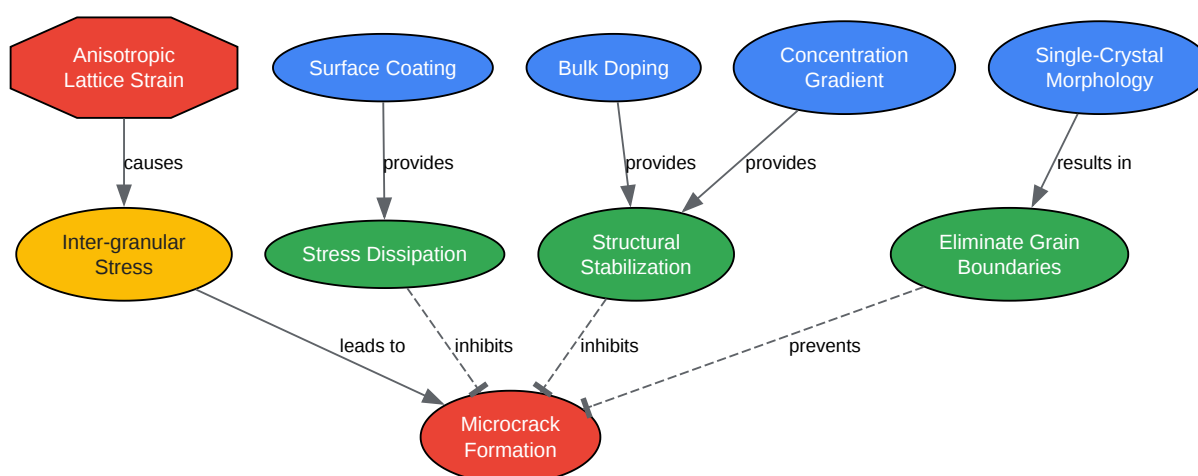 Anisotropic
Lattice Strain
Surface Coating
Bulk Doping
Concentration
Gradient
Single-Crystal
Morphology
causes
provides
provides
provides
results in
Inter-granular
Stress
Stress Dissipation
Structural
Stabilization
Eliminate Grain
Boundaries
leads to
inhibits
inhibits
prevents
Microcrack
Formation